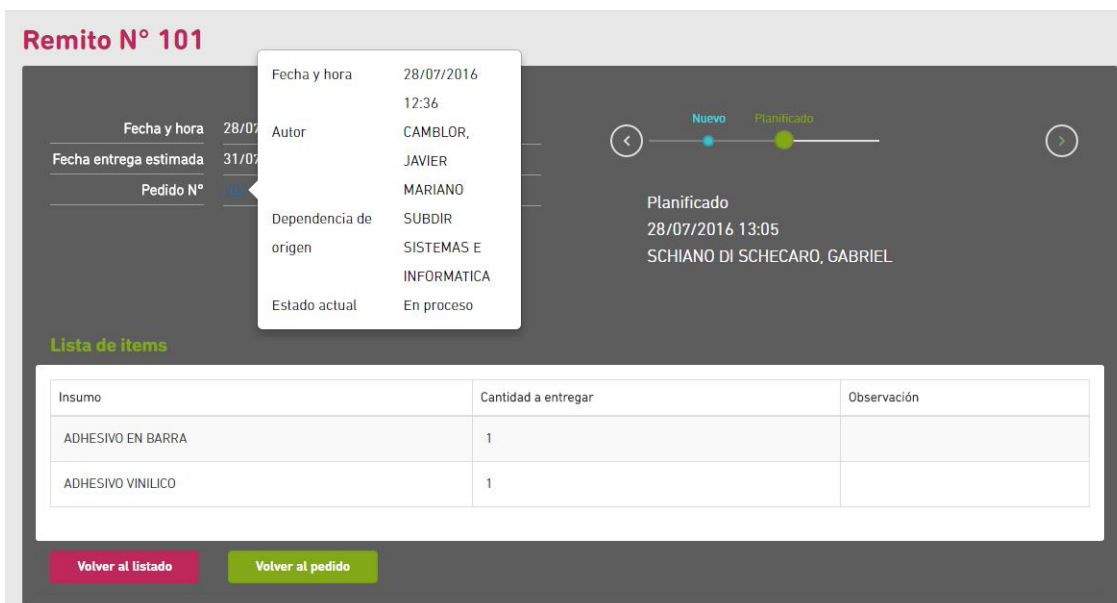 Remito N° 101
Fecha y hora 28/07
Fecha entrega estimada 31/07
Pedido N°
Fecha y hora 28/07/2016
12:36
Autor CAMBLOR,
JAVIER
MARIANO
Dependencia de SUBDIR
origen SISTEMAS E
INFORMATICA
Estado actual En proceso
Nuevo Planificado
Planificado
28/07/2016 13:05
SCHIANO DI SCHECARO, GABRIEL
Lista de items
Insumo Cantidad a entregar Observación
ADHESIVO EN BARRA 1
ADHESIVO VINILICO 1
Volver al listado Volver al pedido